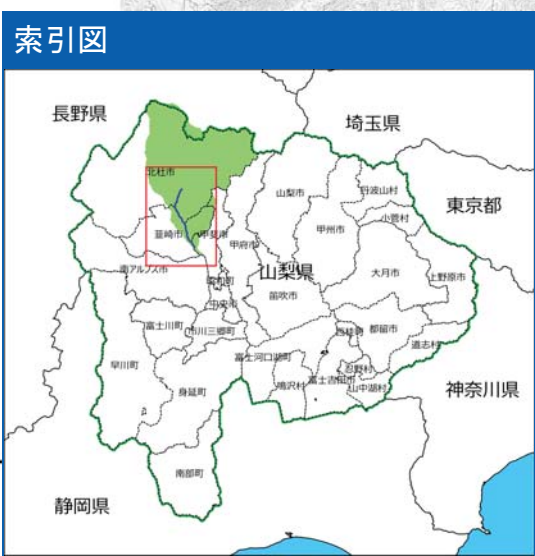 索引図
長野県
埼玉県
北杜市
山梨市
丹波山村
小菅村
東京都
甲州市
韮崎市
甲斐市
甲府市
山梨県
大月市
上野原市
南アルプス市
昭和町
笛吹市
中央市
富士川町
市川三郷町
西桂町
都留市
道志村
早川町
富士河口湖町
忍野村
鳴沢村
富士吉田市
山中湖村
身延町
神奈川県
南部町
静岡県